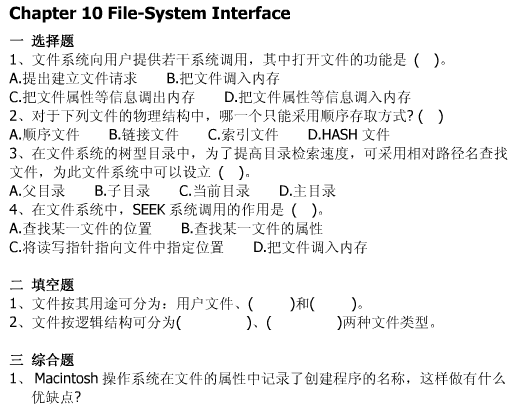 Chapter 10 File-System Interface
一 选择题
1、文件系统向用户提供若干系统调用，其中打开文件的功能是（ ）。
A.提出建立文件请求 B.把文件调入内存
C.把文件属性等信息调出内存 D.把文件属性等信息调入内存
2、对于下列文件的物理结构中，哪一个只能采用顺序存取方式?( )
A.顺序文件 B.链接文件 C.索引文件 D.HASH 文件
3、在文件系统的树型目录中，为了提高目录检索速度，可采用相对路径名查找
文件，为此文件系统中可以设立（ ）。
A.父目录 B.子目录 C.当前目录 D.主目录
4、在文件系统中，SEEK 系统调用的作用是（ ）。
A.查找某一文件的位置 B.查找某一文件的属性
C.将读写指针指向文件中指定位置 D.把文件调入内存
二 填空题
1、文件按其用途可分为：用户文件、( )和( )。
2、文件按逻辑结构可分为( )、( )两种文件类型。
三 综合题
1、Macintosh 操作系统在文件的属性中记录了创建程序的名称，这样做有什么
优缺点?